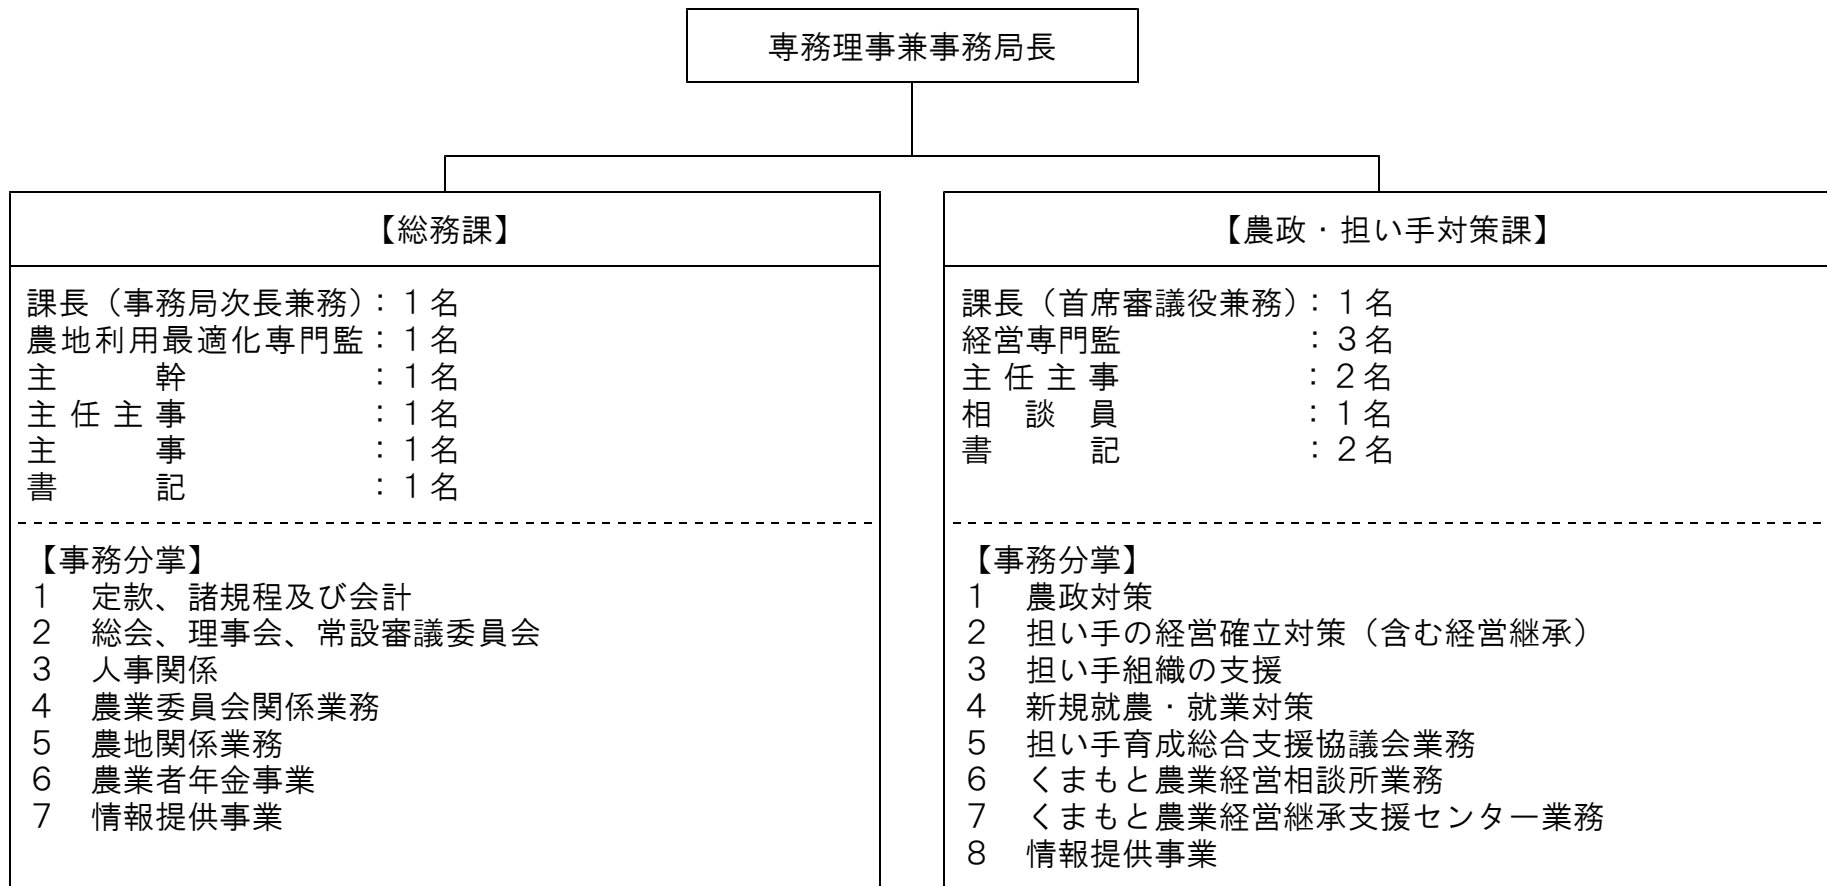 専務理事兼事務局長
【総務課】
課長（事務局次長兼務）：１名
農地利用最適化専門監：１名
主　　　幹　　　　　　：１名
主 任 主 事　　　　　　：１名
主　　　事　　　　　　：１名
書　　　記　　　　　　：１名
【事務分掌】
１　定款、諸規程及び会計
２　総会、理事会、常設審議委員会
３　人事関係
４　農業委員会関係業務
５　農地関係業務
６　農業者年金事業
７　情報提供事業
【農政・担い手対策課】
課長（首席審議役兼務）：１名
経営専門監　　　　　　：３名
主 任 主 事　　　　　　：２名
相　談　員　　　　　　：１名
書　　　記　　　　　　：２名
【事務分掌】
１　農政対策
２　担い手の経営確立対策（含む経営継承）
３　担い手組織の支援
４　新規就農・就業対策
５　担い手育成総合支援協議会業務
６　くまもと農業経営相談所業務
７　くまもと農業経営継承支援センター業務
８　情報提供事業